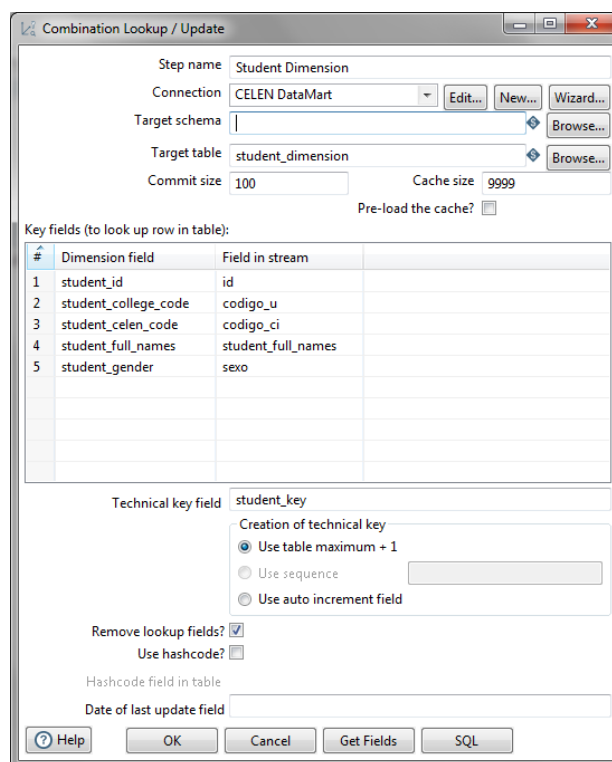 Combination Lookup / Update
Step name Student Dimension
Connection CELEN DataMart Edit... New... Wizard...
Target schema S Browse...
Target table student_dimension S Browse...
Commit size 100 Cache size 9999
Pre-load the cache?
Key fields (to look up row in table):
# Dimension field Field in stream
1 student_id id
2 student_college_code codigo_u
3 student_celen_code codigo_ci
4 student_full_names student_full_names
5 student_gender sexo
Technical key field student_key
Creation of technical key
Use table maximum + 1
Use sequence
Use auto increment field
Remove lookup fields?
Use hashcode?
Hashcode field in table
Date of last update field
? Help OK Cancel Get Fields SQL